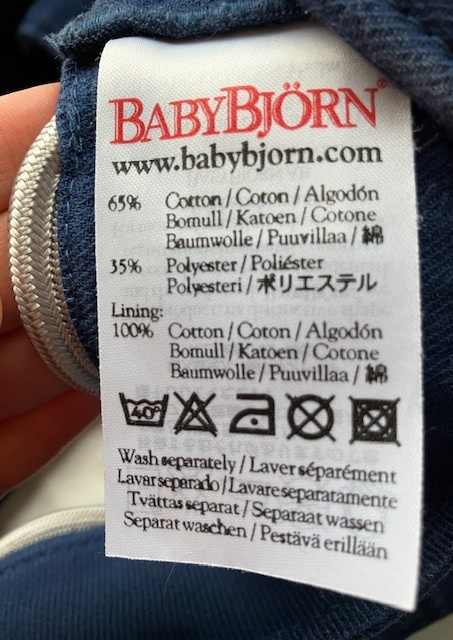 BABYBJÖRN®
www.babybjorn.com
65% Cotton / Coton / Algodón
Bomull / Katoen / Cotone
Baumwolle / Puuvillaa / 綿
35% Polyester / Poliéster
Polyesteri / ポリエステル
Lining:
100% Cotton / Coton / Algodón
Bomull / Katoen / Cotone
Baumwolle / Puuvillaa / 綿
40°
Wash separately / Laver séparément
Lavar separado / Lavare separatamente
Tvättas separat / Separaat wassen
Separat waschen / Pestävä erillään